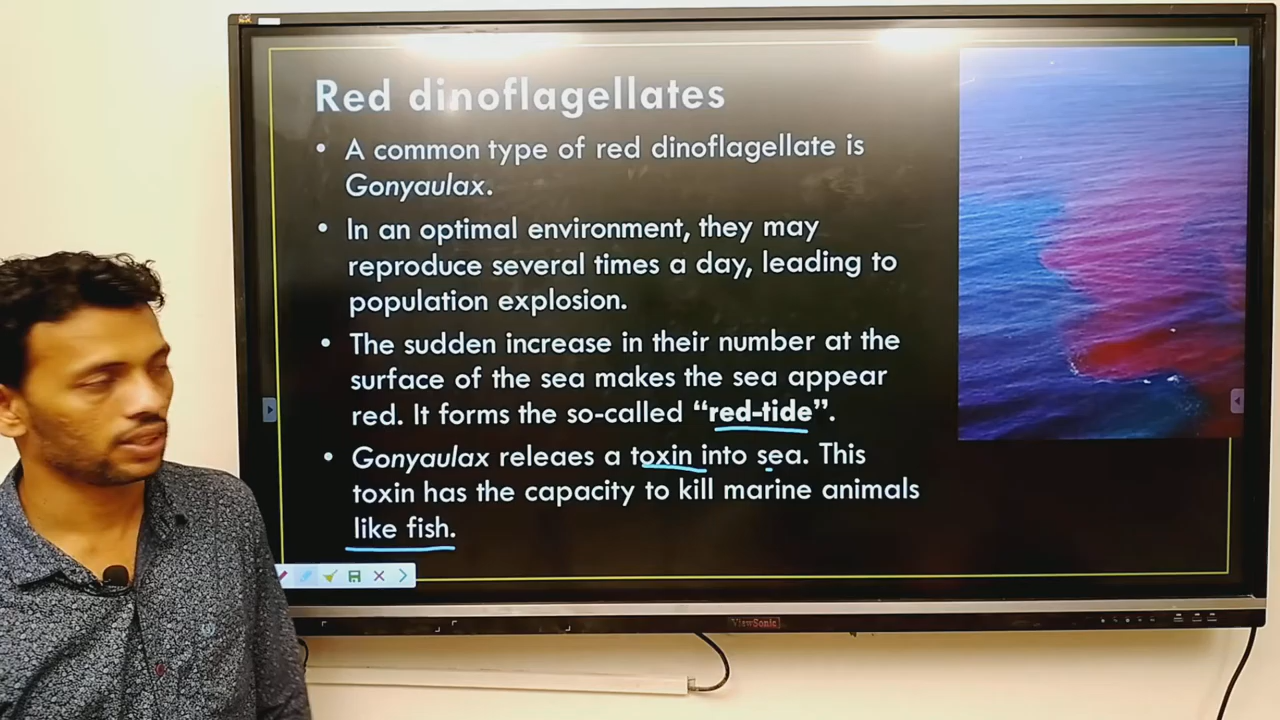 Red dinoflagellates
• A common type of red dinoflagellate is
Gonyaulax.
• In an optimal environment, they may
reproduce several times a day, leading to
population explosion.
• The sudden increase in their number at the
surface of the sea makes the sea appear
red. It forms the so-called “red-tide”.
• Gonyaulax releaes a toxin into sea. This
toxin has the capacity to kill marine animals
like fish.
ViewSonic